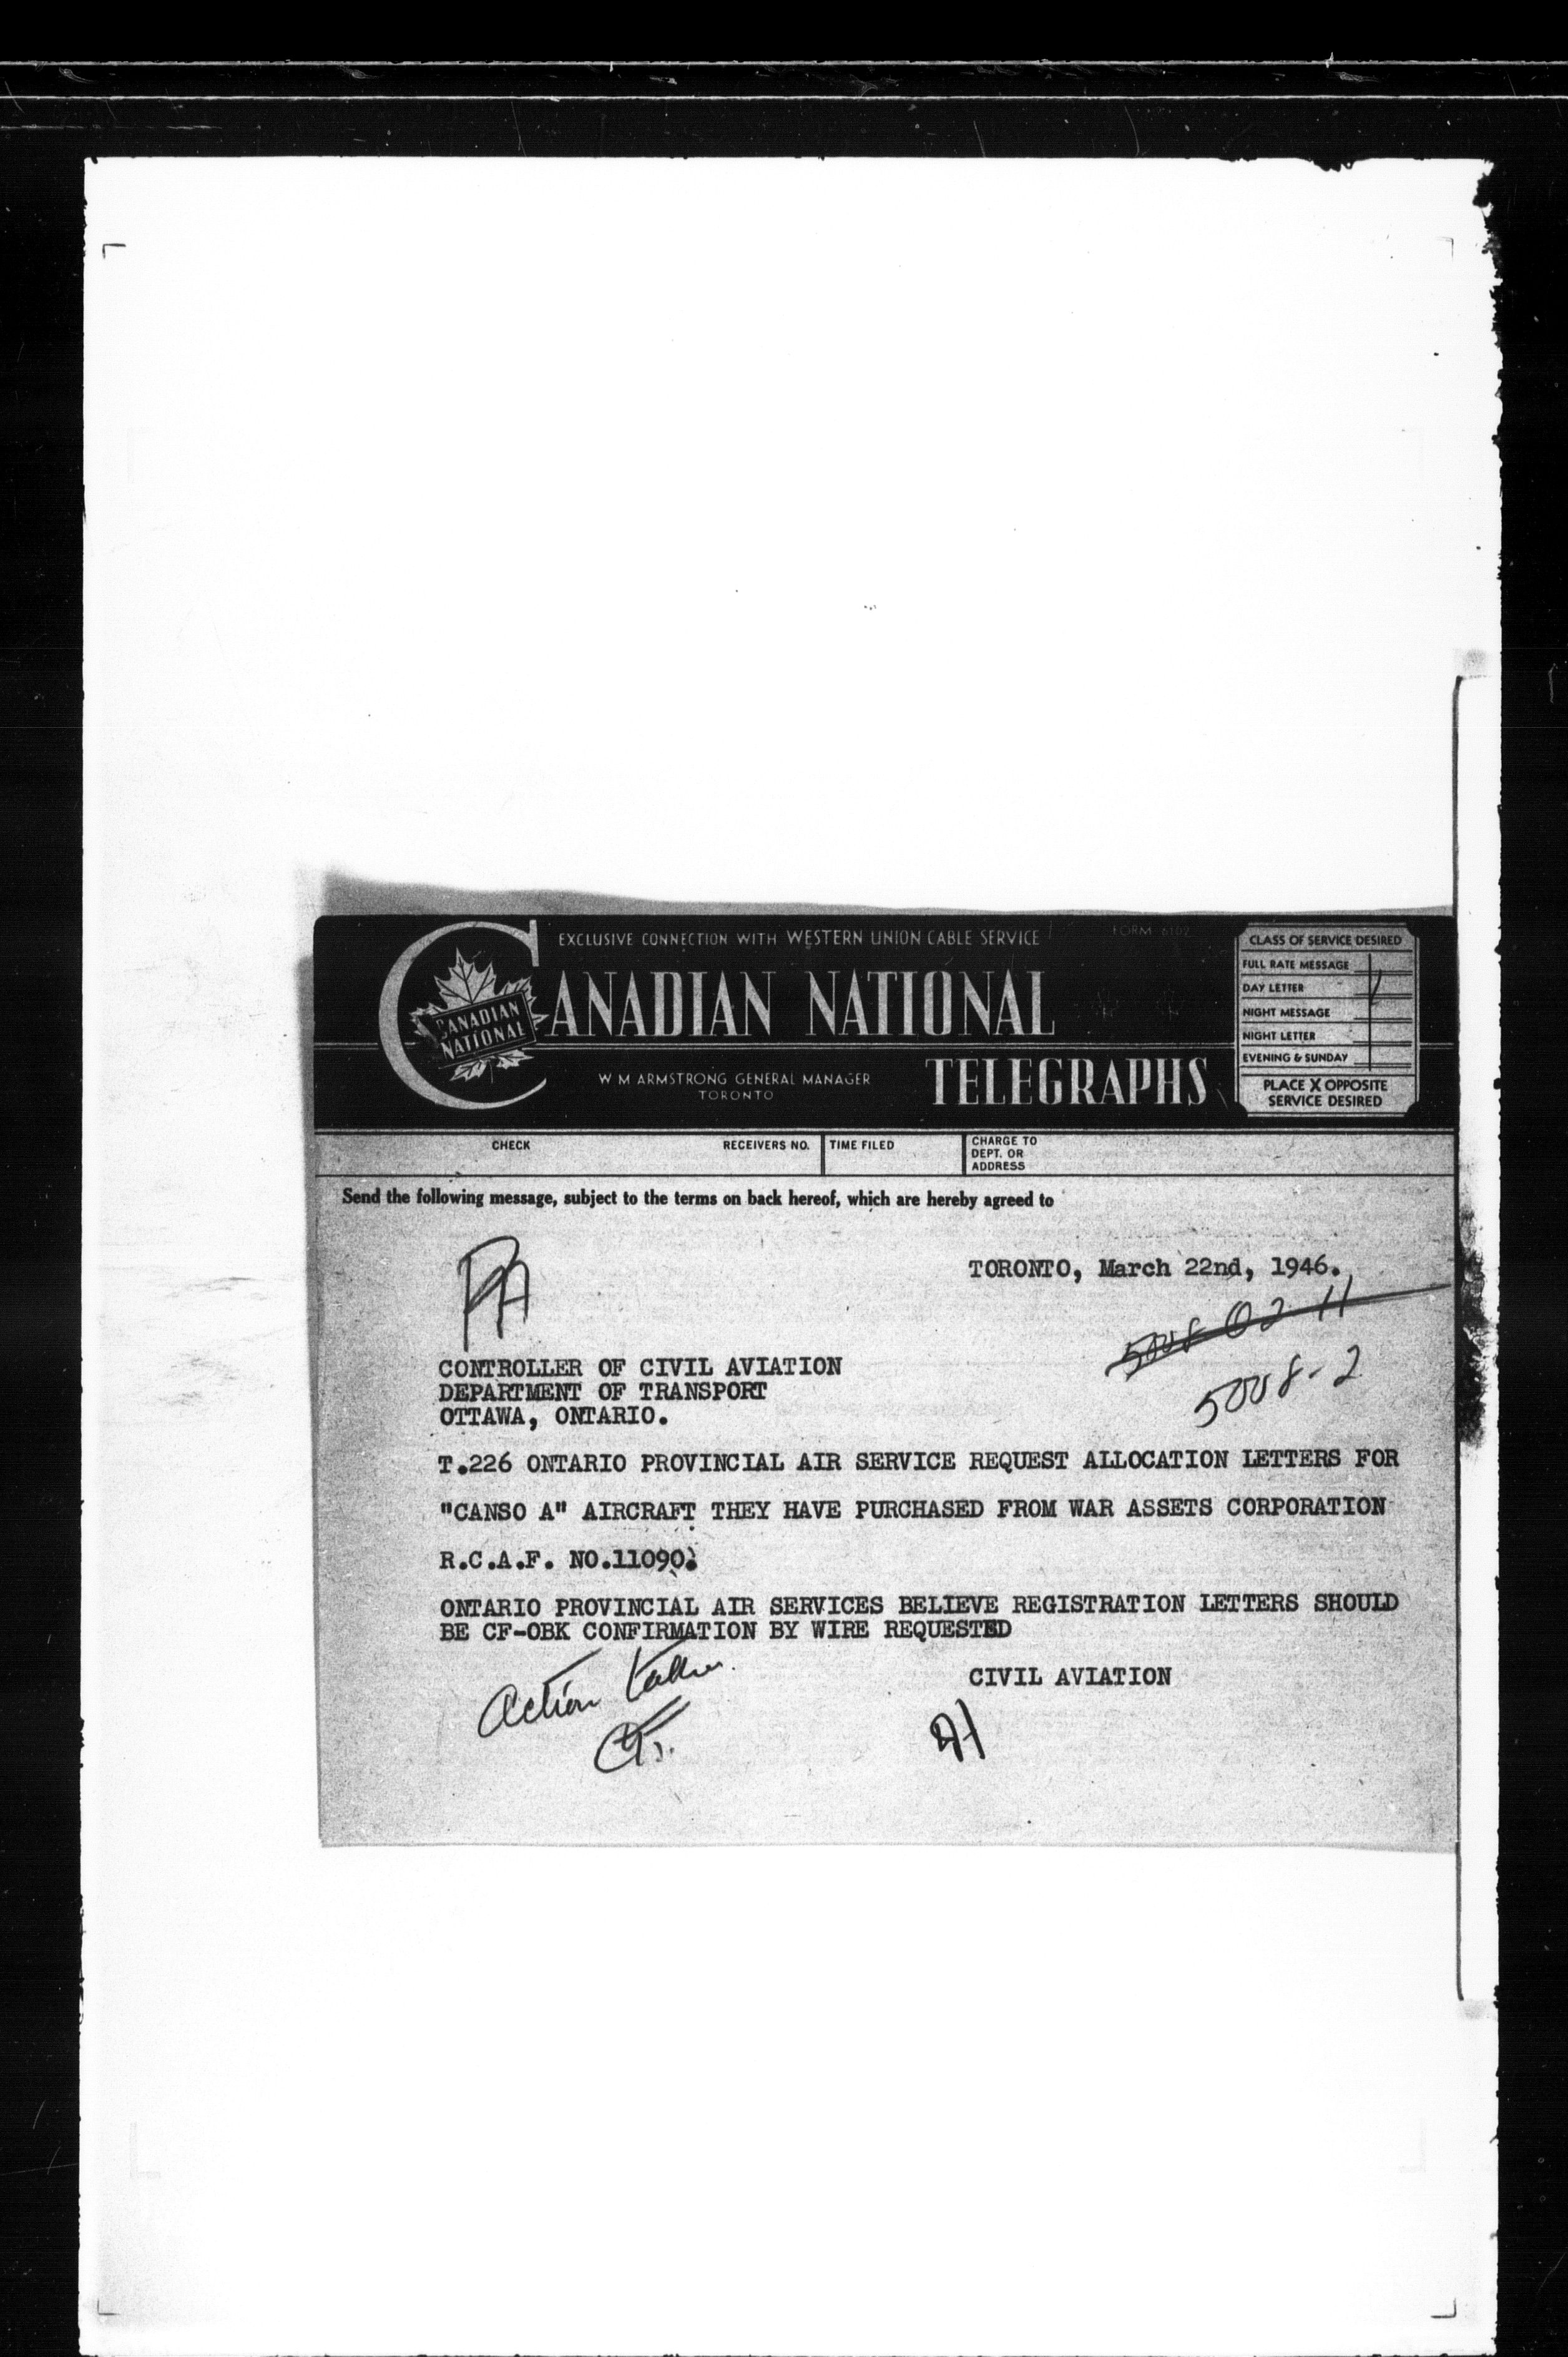 EXCLUSIVE CONNECTION WITH WESTERN UNION CABLE SERVICE
FORM 6102
CANADIAN NATIONAL
CANADIAN
NATIONAL
TELEGRAPHS
W M ARMSTRONG GENERAL MANAGER
TORONTO
CLASS OF SERVICE DESIRED
FULL RATE MESSAGE
DAY LETTER
NIGHT MESSAGE
NIGHT LETTER
EVENING & SUNDAY
PLACE X OPPOSITE
SERVICE DESIRED
CHECK
RECEIVERS NO.
TIME FILED
CHARGE TO
DEPT. OR
ADDRESS
Send the following message, subject to the terms on back hereof, which are hereby agreed to
PA
TORONTO, March 22nd, 1946.
5008-02-11
5008-2
CONTROLLER OF CIVIL AVIATION
DEPARTMENT OF TRANSPORT
OTTAWA, ONTARIO.
T.226 ONTARIO PROVINCIAL AIR SERVICE REQUEST ALLOCATION LETTERS FOR
"CANSO A" AIRCRAFT THEY HAVE PURCHASED FROM WAR ASSETS CORPORATION
R.C.A.F. NO.11090.
ONTARIO PROVINCIAL AIR SERVICES BELIEVE REGISTRATION LETTERS SHOULD
BE CF-OBK CONFIRMATION BY WIRE REQUESTED
Action taken
CIVIL AVIATION